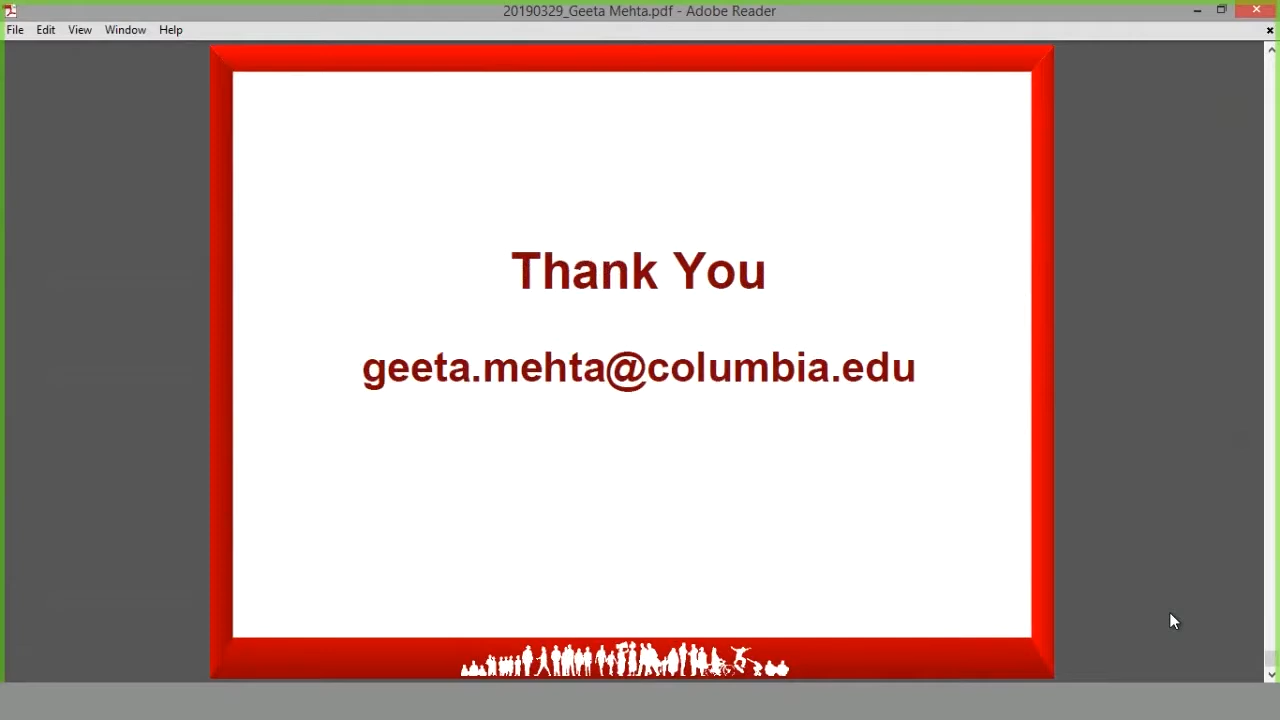 20190329_Geeta Mehta.pdf - Adobe Reader
File Edit View Window Help
Thank You
geeta.mehta@columbia.edu